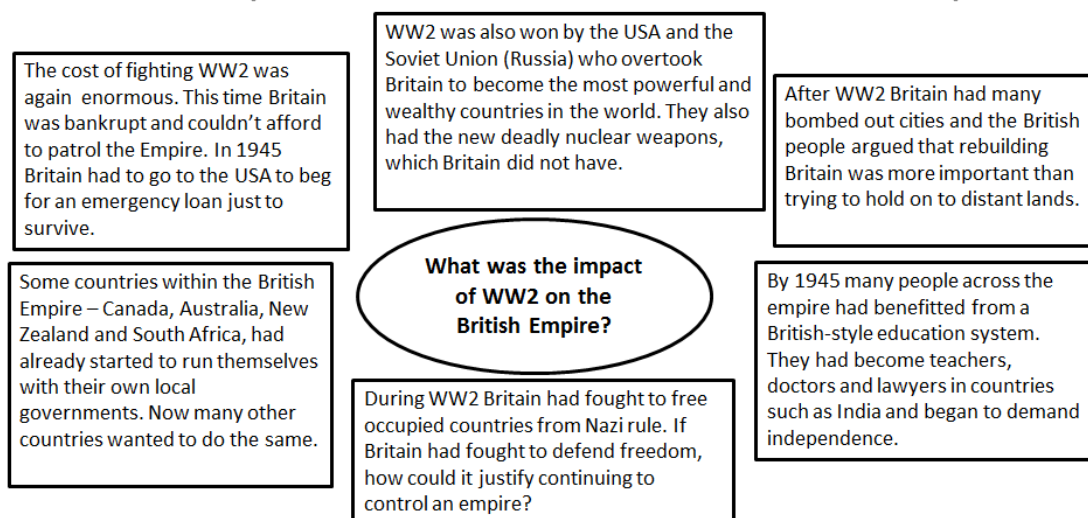 The cost of fighting WW2 was
again  enormous. This time Britain
was bankrupt and couldn't afford
to patrol the Empire. In 1945
Britain had to go to the USA to beg
for an emergency loan just to
survive.
WW2 was also won by the USA and the
Soviet Union (Russia) who overtook
Britain to become the most powerful and
wealthy countries in the world. They also
had the new deadly nuclear weapons,
which Britain did not have.
After WW2 Britain had many
bombed out cities and the British
people argued that rebuilding
Britain was more important than
trying to hold on to distant lands.
Some countries within the British
Empire – Canada, Australia, New
Zealand and South Africa, had
already started to run themselves
with their own local
governments. Now many other
countries wanted to do the same.
What was the impact
of WW2 on the
British Empire?
By 1945 many people across the
empire had benefitted from a
British-style education system.
They had become teachers,
doctors and lawyers in countries
such as India and began to demand
independence.
During WW2 Britain had fought to free
occupied countries from Nazi rule. If
Britain had fought to defend freedom,
how could it justify continuing to
control an empire?